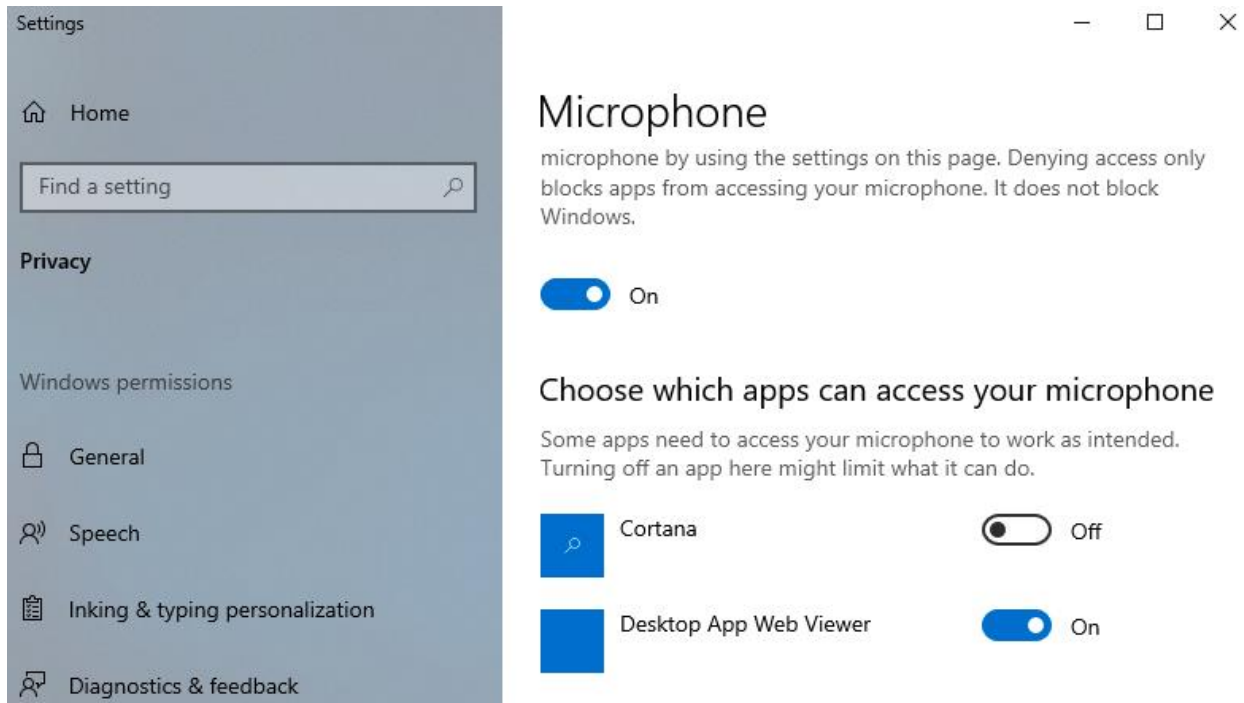 Settings
Home
Find a setting
Privacy
Windows permissions
General
Speech
Inking & typing personalization
Diagnostics & feedback
Microphone
microphone by using the settings on this page. Denying access only
blocks apps from accessing your microphone. It does not block
Windows.
On
Choose which apps can access your microphone
Some apps need to access your microphone to work as intended.
Turning off an app here might limit what it can do.
Cortana Off
Desktop App Web Viewer On